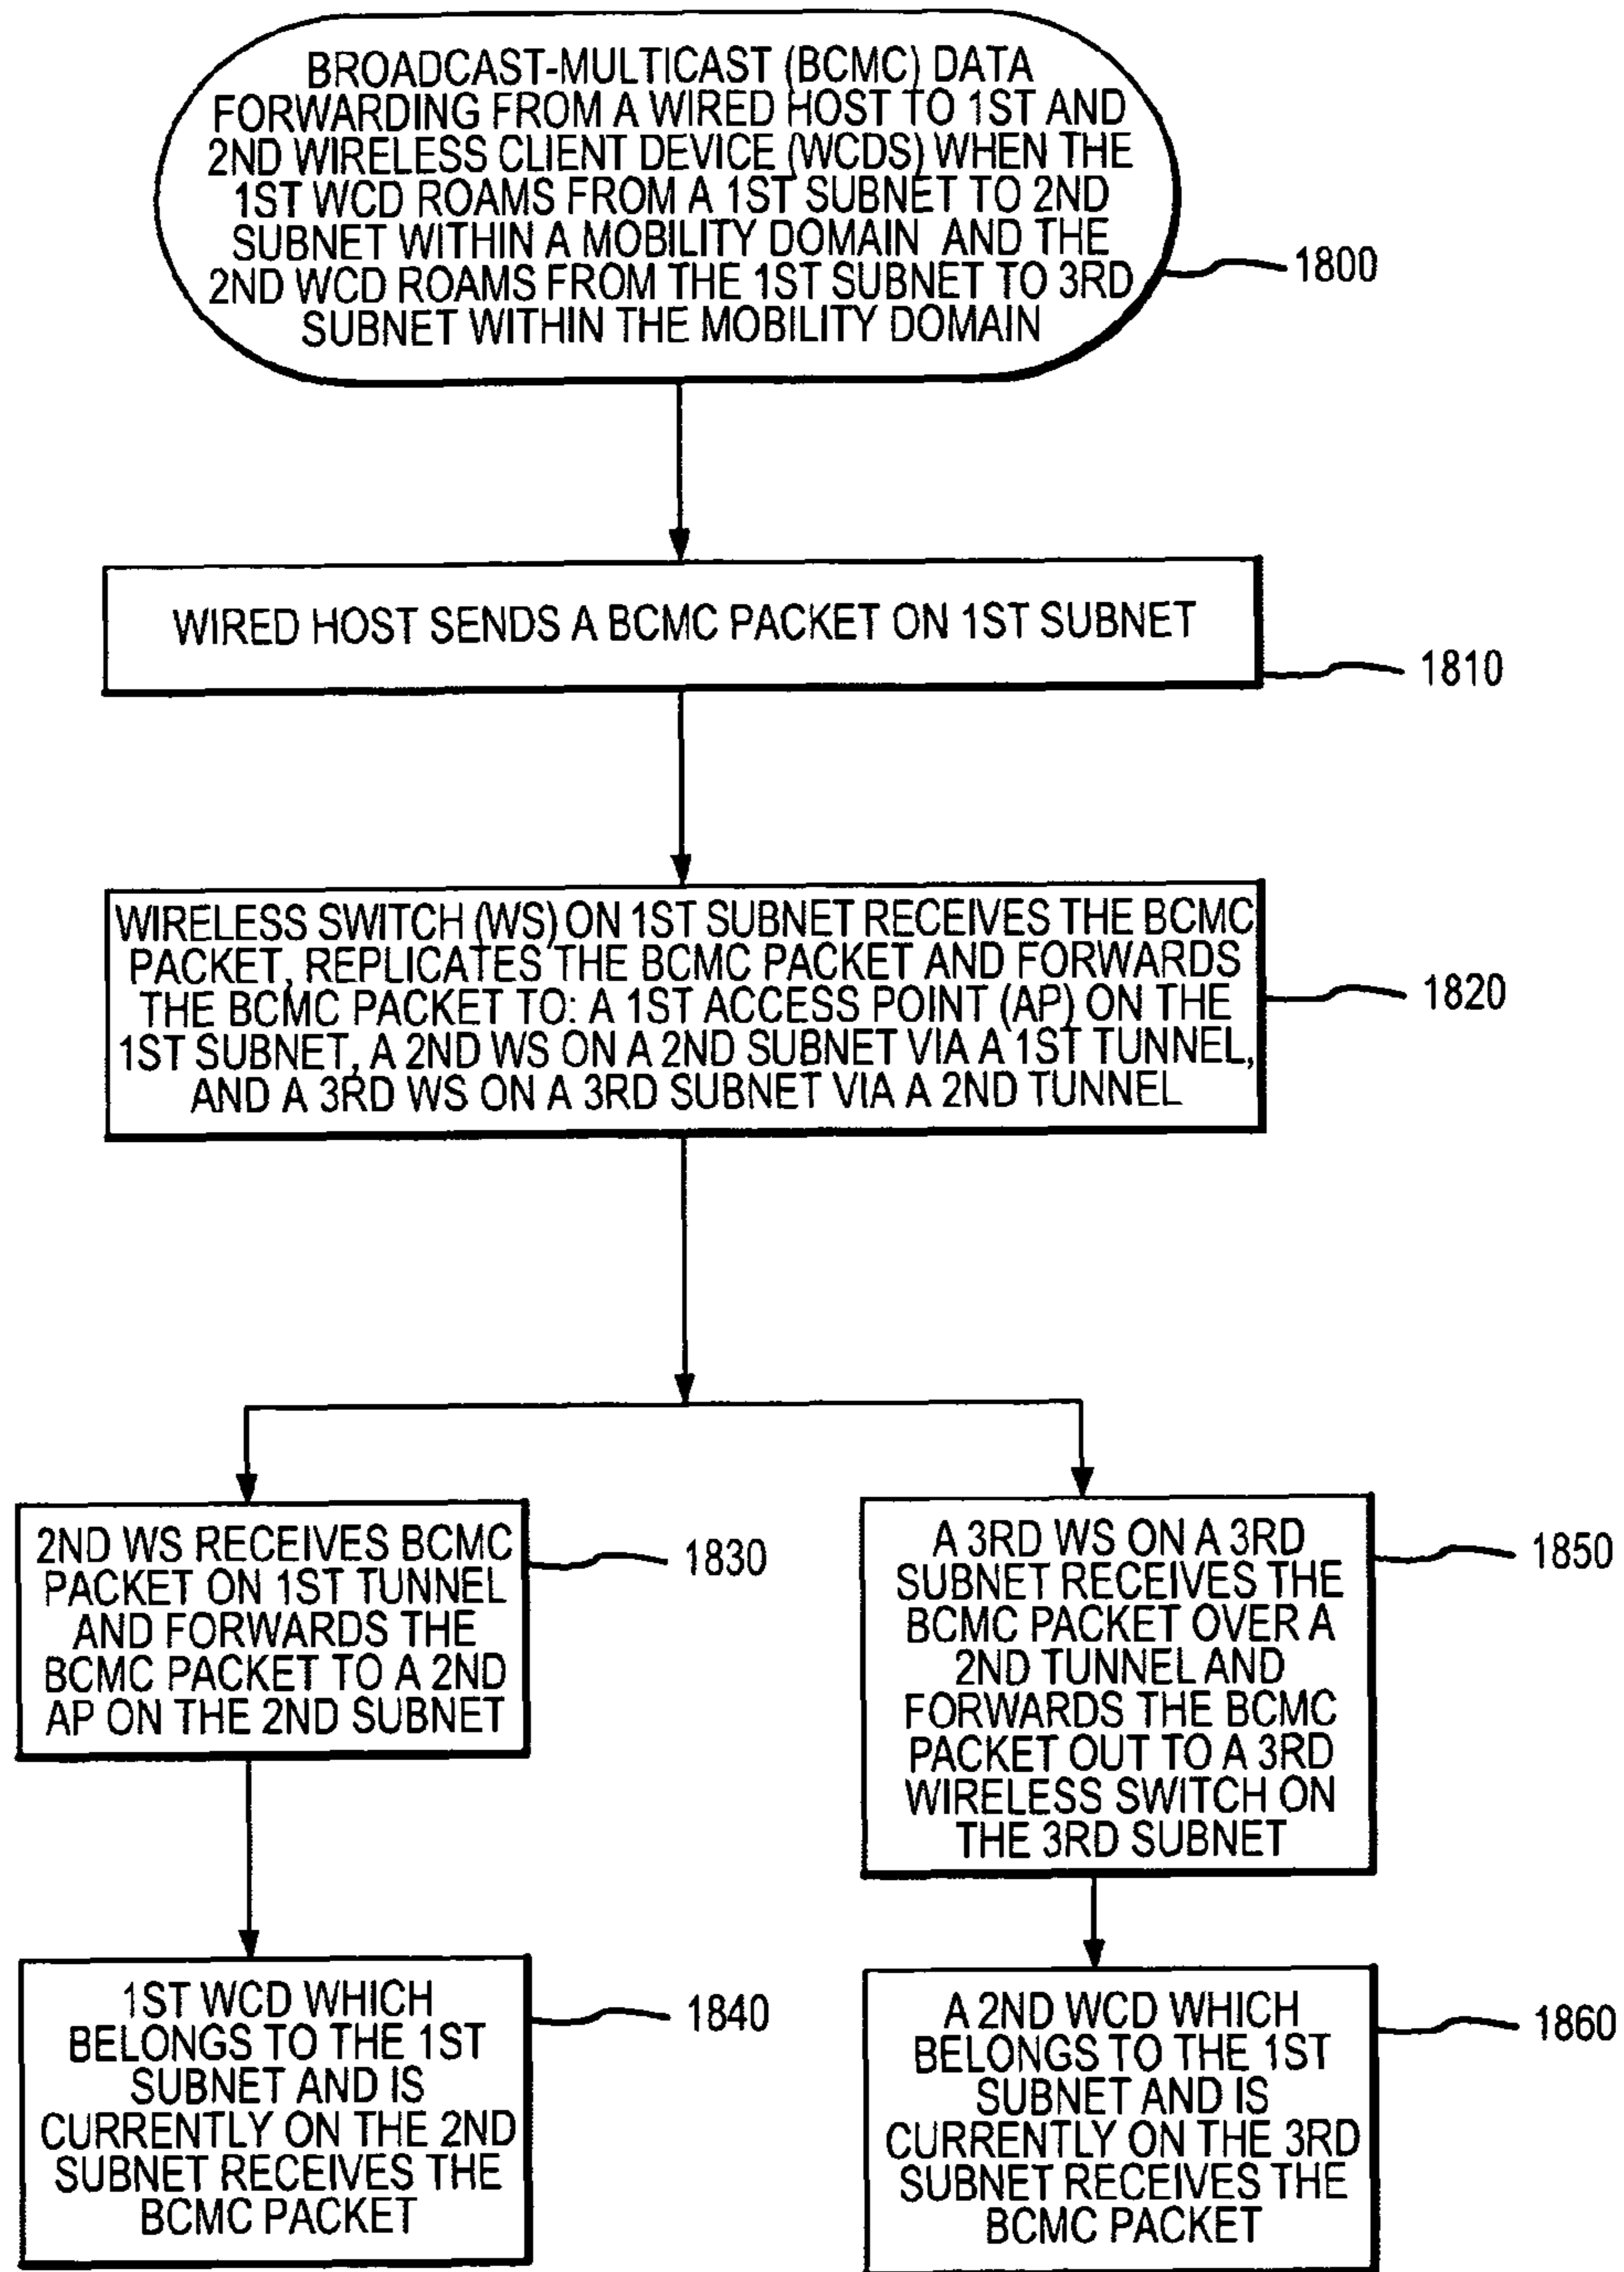 BROADCAST-MULTICAST (BCMC) DATA
FORWARDING FROM A WIRED HOST TO 1ST AND
2ND WIRELESS CLIENT DEVICE (WCDS) WHEN THE
1ST WCD ROAMS FROM A 1ST SUBNET TO 2ND
SUBNET WITHIN A MOBILITY DOMAIN AND THE
2ND WCD ROAMS FROM THE 1ST SUBNET TO 3RD
SUBNET WITHIN THE MOBILITY DOMAIN
1800
WIRED HOST SENDS A BCMC PACKET ON 1ST SUBNET
1810
WIRELESS SWITCH (WS) ON 1ST SUBNET RECEIVES THE BCMC
PACKET, REPLICATES THE BCMC PACKET AND FORWARDS
THE BCMC PACKET TO: A 1ST ACCESS POINT (AP) ON THE
1ST SUBNET, A 2ND WS ON A 2ND SUBNET VIA A 1ST TUNNEL,
AND A 3RD WS ON A 3RD SUBNET VIA A 2ND TUNNEL
1820
2ND WS RECEIVES BCMC
PACKET ON 1ST TUNNEL
AND FORWARDS THE
BCMC PACKET TO A 2ND
AP ON THE 2ND SUBNET
1830
A 3RD WS ON A 3RD
SUBNET RECEIVES THE
BCMC PACKET OVER A
2ND TUNNEL AND
FORWARDS THE BCMC
PACKET OUT TO A 3RD
WIRELESS SWITCH ON
THE 3RD SUBNET
1850
1ST WCD WHICH
BELONGS TO THE 1ST
SUBNET AND IS
CURRENTLY ON THE 2ND
SUBNET RECEIVES THE
BCMC PACKET
1840
A 2ND WCD WHICH
BELONGS TO THE 1ST
SUBNET AND IS
CURRENTLY ON THE 3RD
SUBNET RECEIVES THE
BCMC PACKET
1860